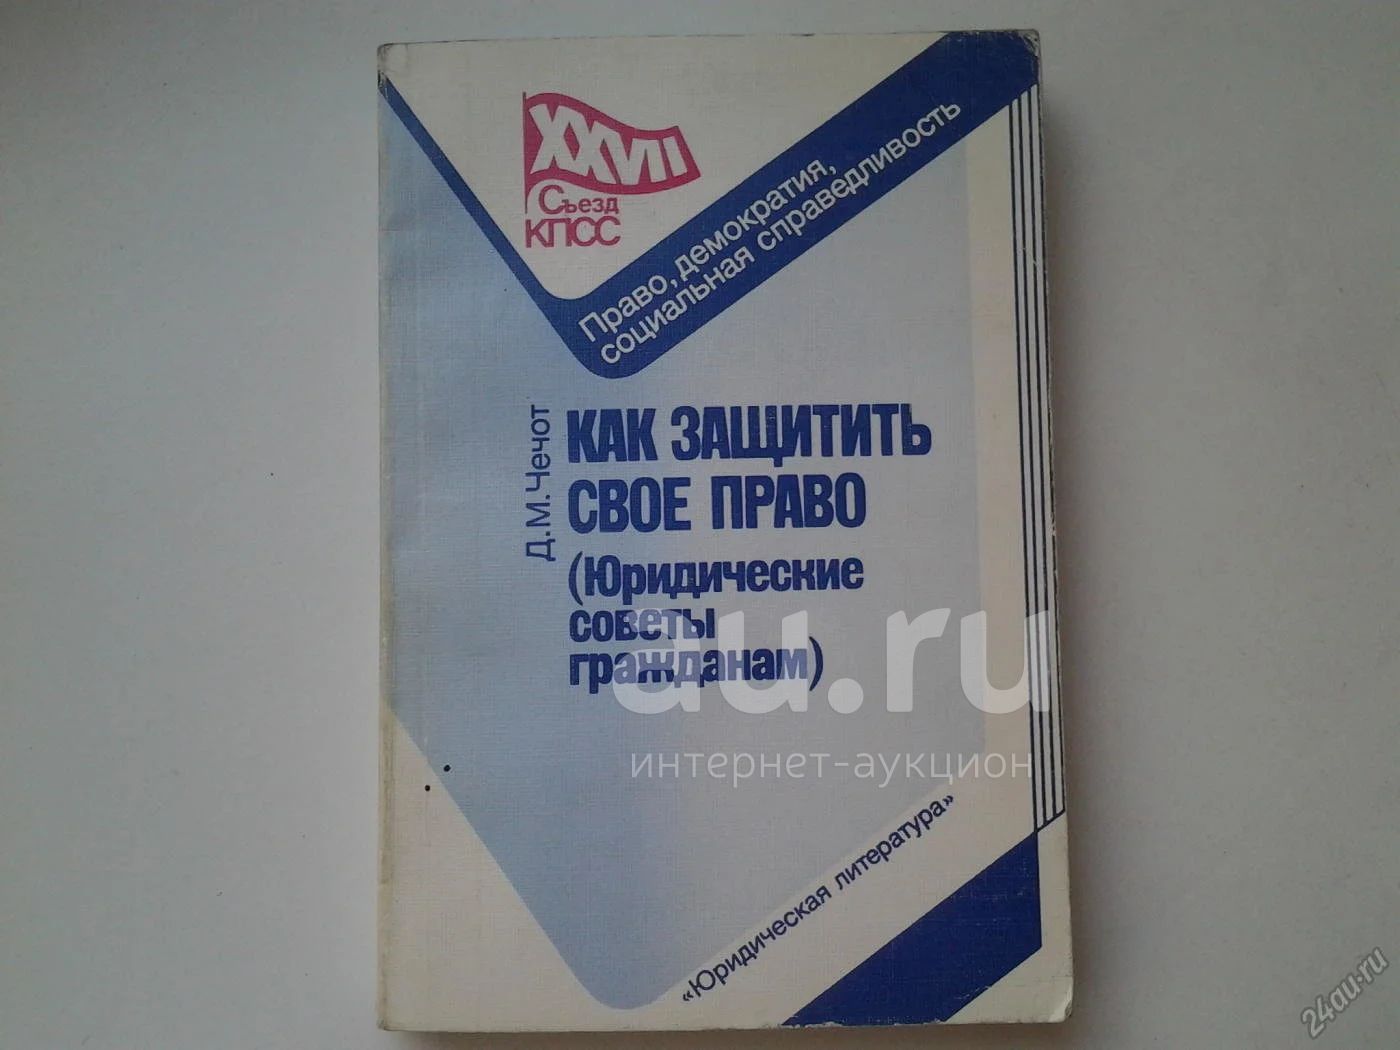 XXVII
Съезд
КПСС
Право, демократия,
социальная справедливость
Д.М. Чечот
КАК ЗАЩИТИТЬ
СВОЕ ПРАВО
(Юридические
советы
гражданам)
au.ru
интернет-аукцион
«Юридическая литература»
24au.ru